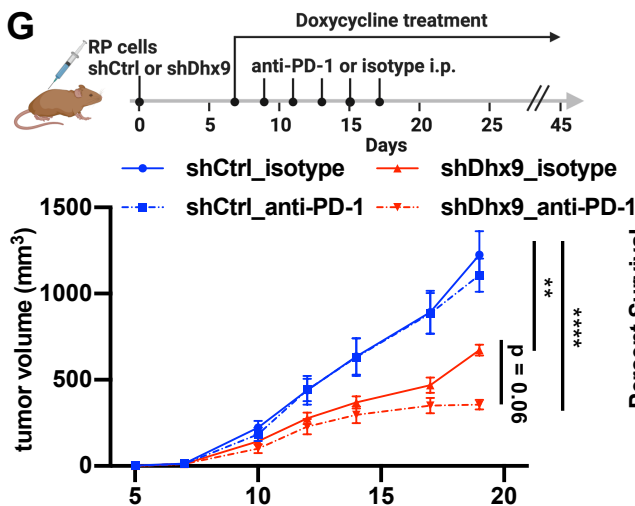 G
Doxycycline treatment
RP cells
shCtrl or shDhx9
anti-PD-1 or isotype i.p.
0 5 10 15 20 25 45
Days
shCtrl_isotype shDhx9_isotype
shCtrl_anti-PD-1 shDhx9_anti-PD-1
tumor volume (mm³)
1500
1000
500
0
5 10 15 20
**
****
p = 0.06